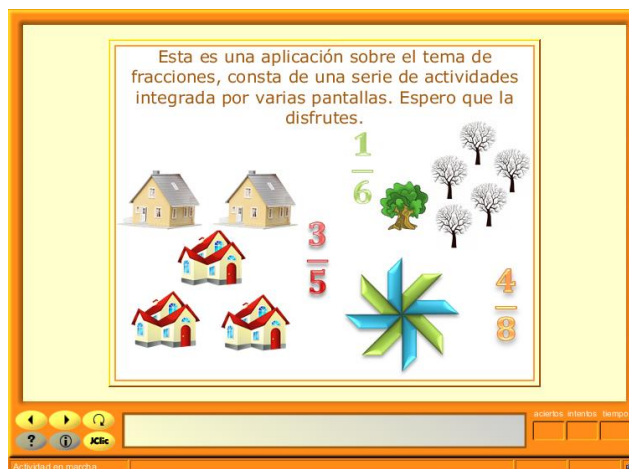 Esta es una aplicación sobre el tema de
fracciones, consta de una serie de actividades
integrada por varias pantallas. Espero que la
disfrutes.
1
6
3
5
4
8
?
i
JClic
aciertos intentos tiempo
Actividad en marcha